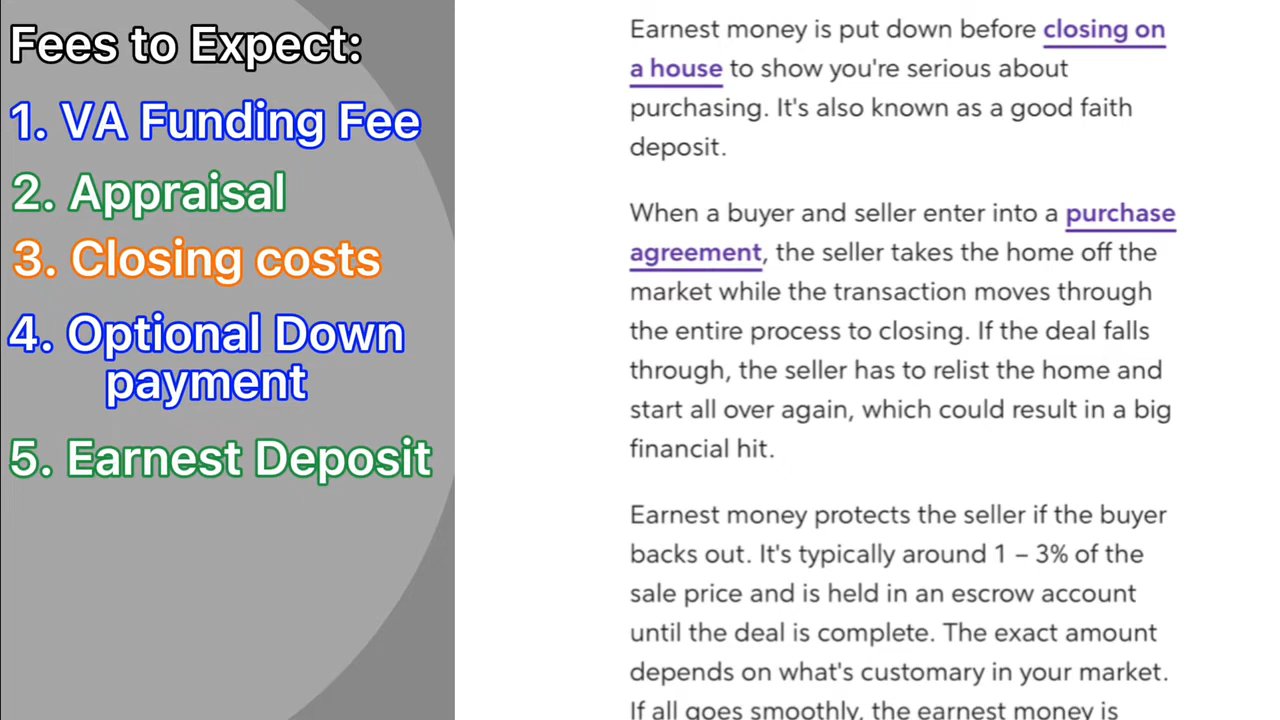 Fees to Expect:
1. VA Funding Fee
2. Appraisal
3. Closing costs
4. Optional Down
payment
5. Earnest Deposit
Earnest money is put down before closing on
a house to show you're serious about
purchasing. It's also known as a good faith
deposit.
When a buyer and seller enter into a purchase
agreement, the seller takes the home off the
market while the transaction moves through
the entire process to closing. If the deal falls
through, the seller has to relist the home and
start all over again, which could result in a big
financial hit.
Earnest money protects the seller if the buyer
backs out. It's typically around 1 – 3% of the
sale price and is held in an escrow account
until the deal is complete. The exact amount
depends on what's customary in your market.
If all goes smoothly, the earnest money is